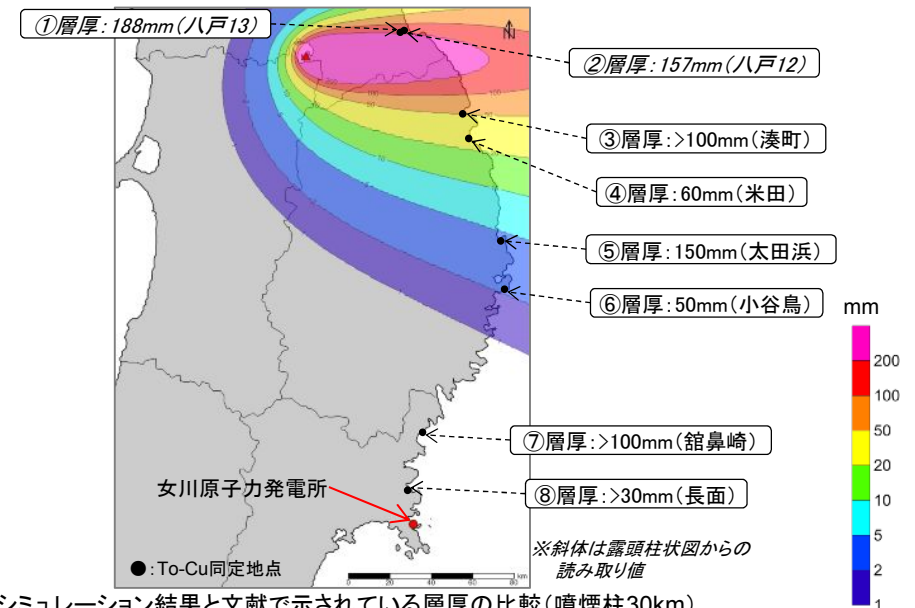 ①層厚:188mm(八戸13)
N
②層厚:157mm(八戸12)
③層厚:>100mm(湊町)
④層厚:60mm(米田)
⑤層厚:150mm(太田浜)
⑥層厚:50mm(小谷鳥)
mm
200
100
50
20
10
5
2
1
⑦層厚:>100mm(舘鼻崎)
⑧層厚:>30mm(長面)
女川原子力発電所
※斜体は露頭柱状図からの
読み取り値
●:To-Cu同定地点
0 20 40 60 80 km
シミュレーション結果と文献で示されている層厚の比較(噴煙柱30km)